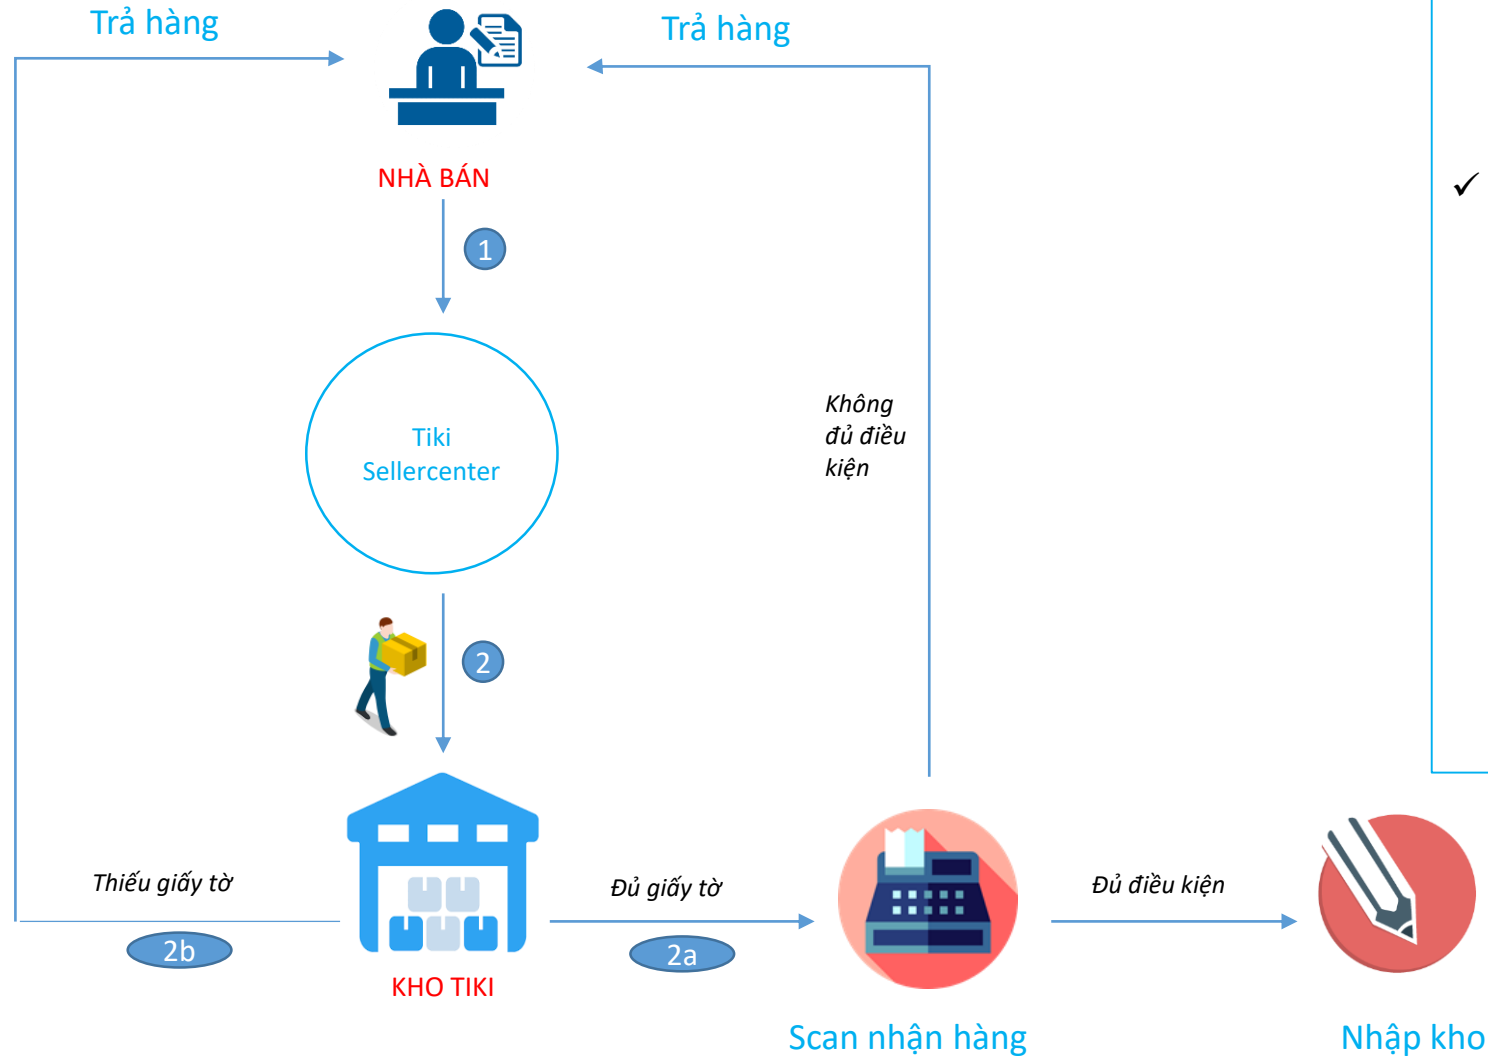 Trả hàng
Trả hàng
NHÀ BÁN
1
Tiki
Sellercenter
Không
đủ điều
kiện
2
Thiếu giấy tờ
Đủ giấy tờ
Đủ điều kiện
2b
2a
KHO TIKI
Scan nhận hàng
Nhập kho